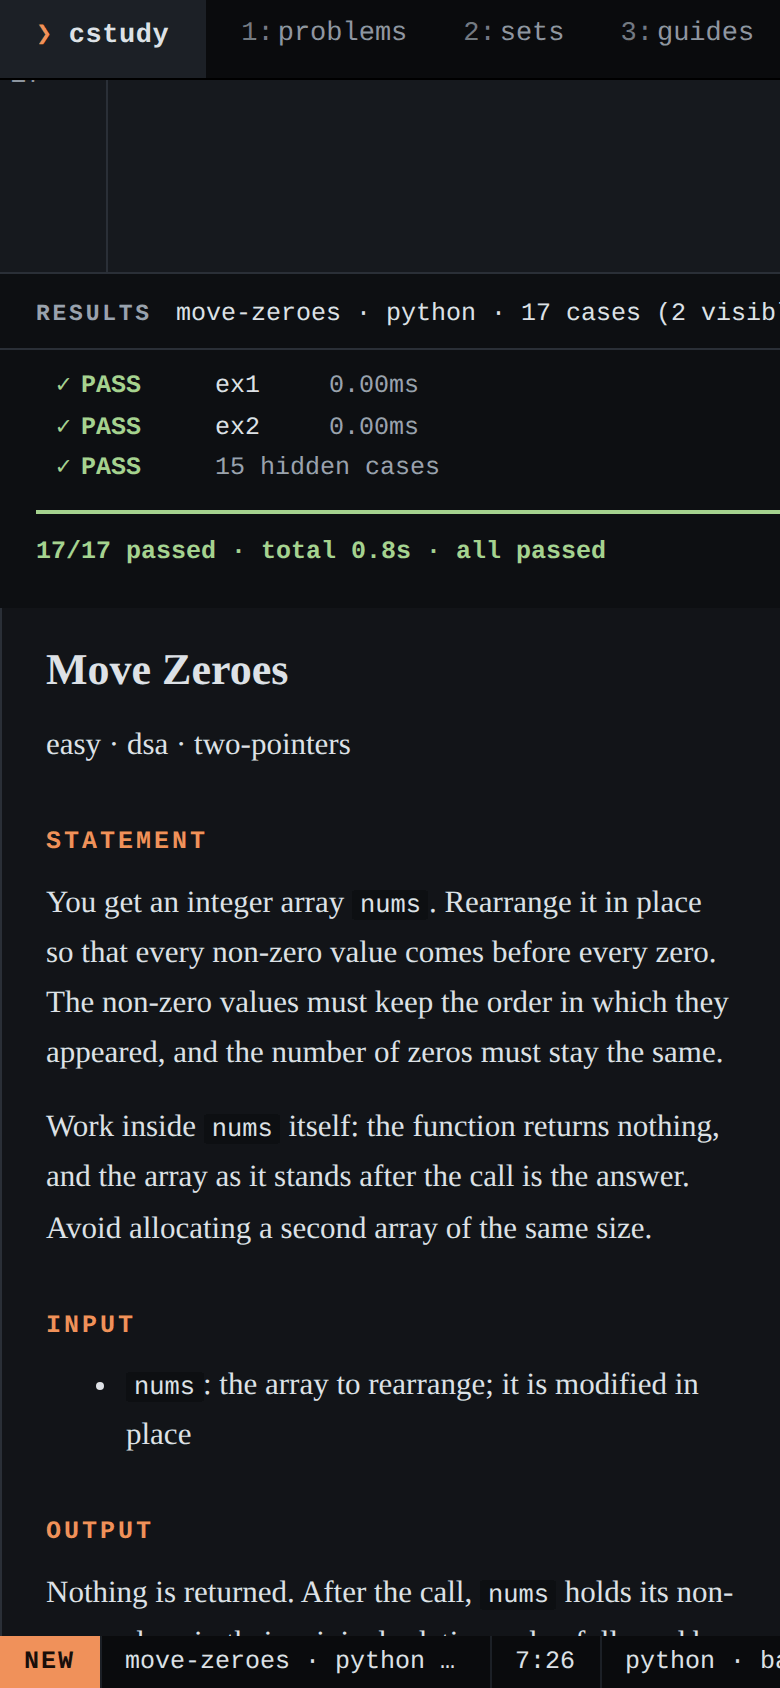 ❯ cstudy 1:problems 2:sets 3:guides
RESULTS move-zeroes · python · 17 cases (2
✓ PASS ex1 0.00ms
✓ PASS ex2 0.00ms
✓ PASS 15 hidden cases
17/17 passed · total 0.8s · all passed
Move Zeroes
easy · dsa · two-pointers
STATEMENT
You get an integer array nums. Rearrange it in place
so that every non-zero value comes before every zero.
The non-zero values must keep the order in which they
appeared, and the number of zeros must stay the same.
Work inside nums itself: the function returns nothing,
and the array as it stands after the call is the answer.
Avoid allocating a second array of the same size.
INPUT
• nums: the array to rearrange; it is modified in
place
OUTPUT
Nothing is returned. After the call, nums holds its non-
NEW move-zeroes · python … 7:26 python ·